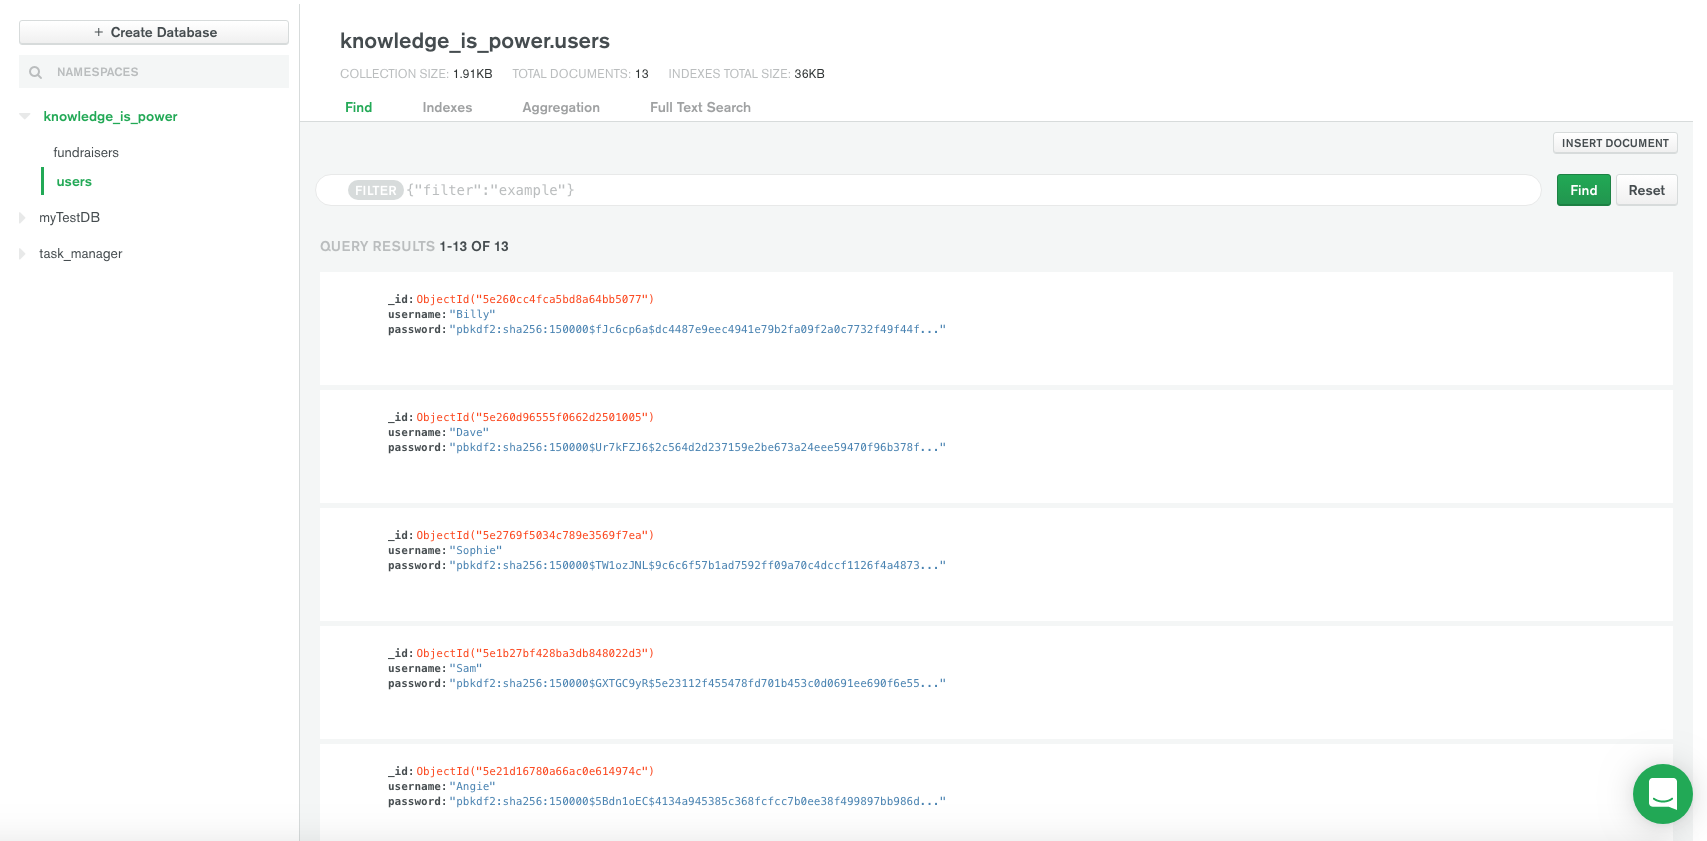 + Create Database
NAMESPACES
knowledge_is_power
fundraisers
users
myTestDB
task_manager
knowledge_is_power.users
COLLECTION SIZE: 1.91KB TOTAL DOCUMENTS: 13 INDEXES TOTAL SIZE: 36KB
Find Indexes Aggregation Full Text Search
INSERT DOCUMENT
FILTER {"filter":"example"} Find Reset
QUERY RESULTS 1-13 OF 13
_id:ObjectId("5e260cc4fca5bd8a64bb5077")
username:"Billy"
password:"pbkdf2:sha256:150000$fJc6cp6a$dc4487e9eec4941e79b2fa09f2a0c7732f49f44f..."
_id:ObjectId("5e260d96555f0662d2501005")
username:"Dave"
password:"pbkdf2:sha256:150000$Ur7kFZJ6$2c564d2d237159e2be673a24eee59470f96b378f..."
_id:ObjectId("5e2769f5034c789e3569f7ea")
username:"Sophie"
password:"pbkdf2:sha256:150000$TW1ozJNL$9c6c6f57b1ad7592ff09a70c4dccf1126f4a4873..."
_id:ObjectId("5e1b27bf428ba3db848022d3")
username:"Sam"
password:"pbkdf2:sha256:150000$GXTGC9yR$5e23112f455478fd701b453c0d0691ee690f6e55..."
_id:ObjectId("5e21d16780a66ac0e614974c")
username:"Angie"
password:"pbkdf2:sha256:150000$5Bdn1oEC$4134a945385c368fcfcc7b0ee38f499897bb986d..."